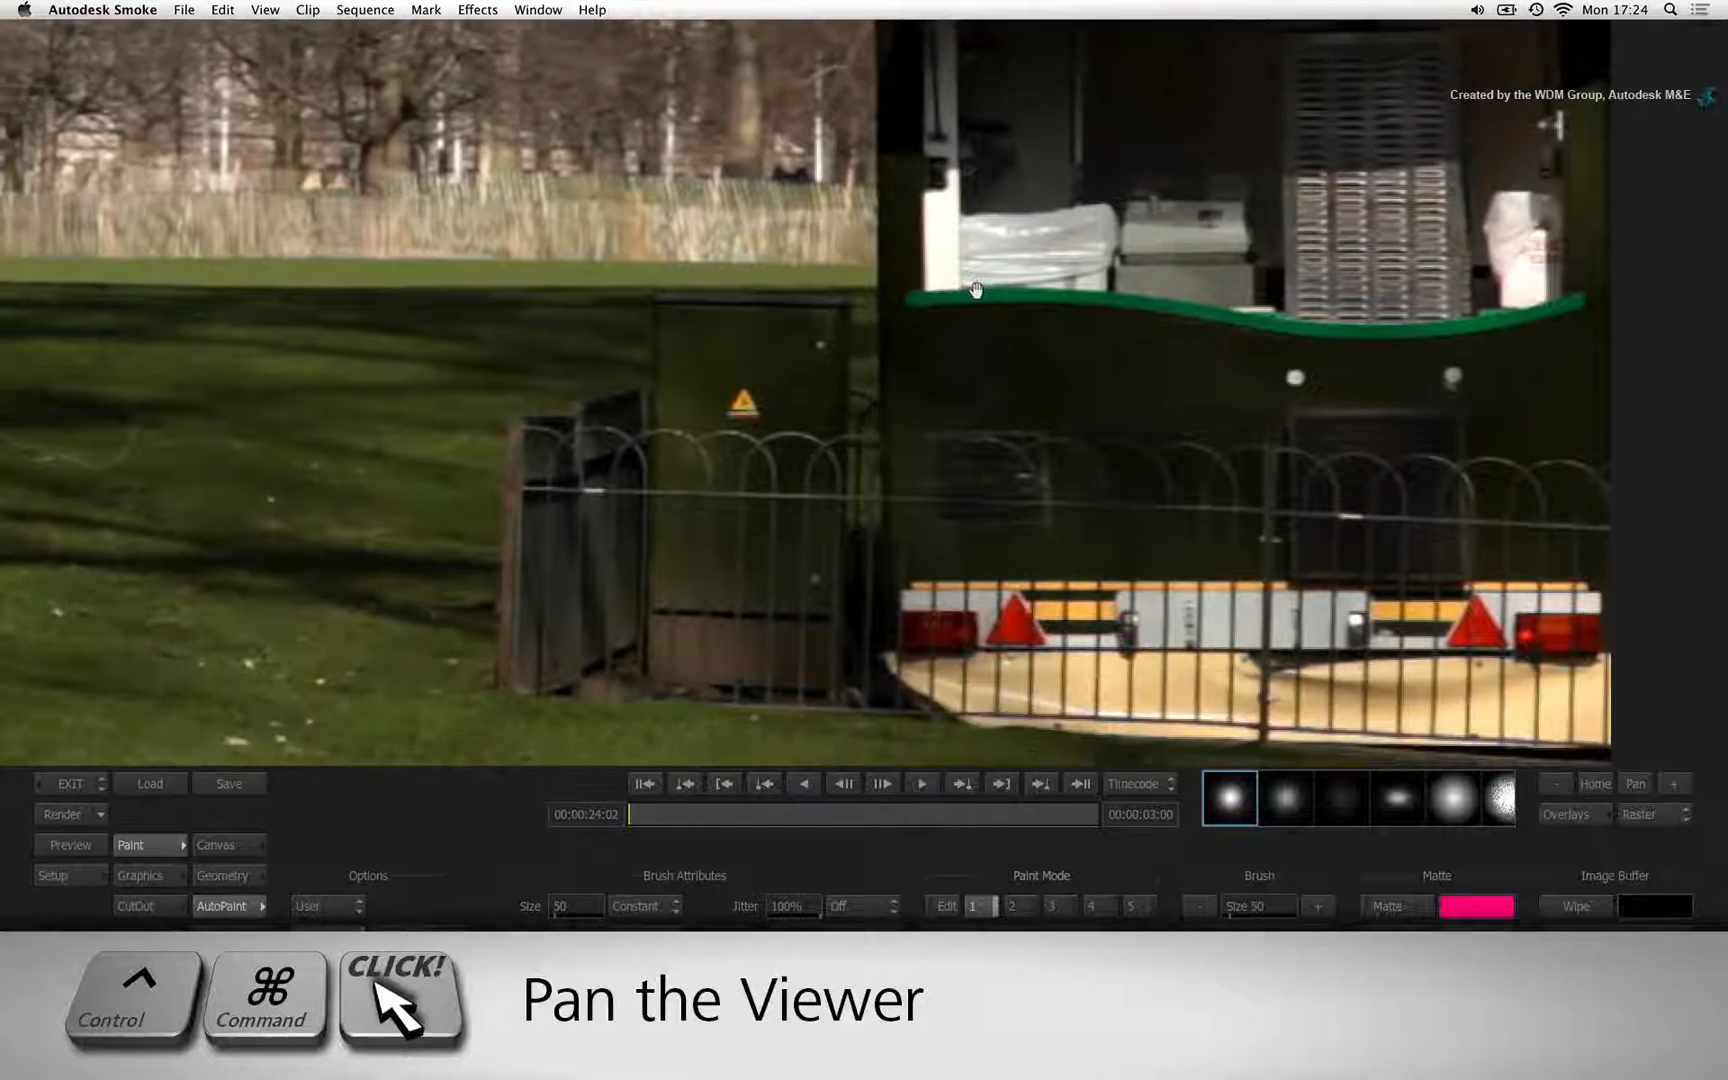 Autodesk Smoke File Edit View Clip Sequence Mark Effects Window Help Mon 17:24
Created by the WDM Group, Autodesk M&E
EXIT Load Save Timecode - Home Pan +
Render 00:00:24:02 00:00:03:00 Overlays Raster
Preview Paint Canvas
Setup Graphics Geometry Options Brush Attributes Paint Mode Brush Matte Image Buffer
CutOut AutoPaint User Size 50 Constant Jitter 100% Off Edit 1 2 3 4 5 - Size 50 + Matte Wipe
CLICK!
Control Command Pan the Viewer